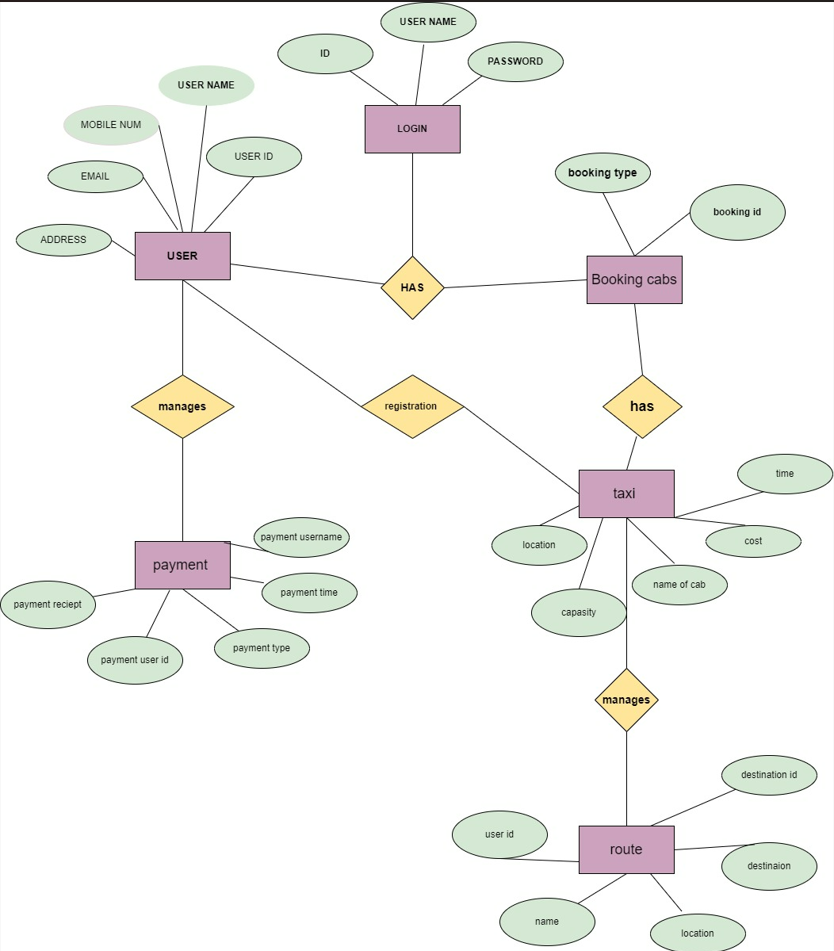 USER NAME
ID
PASSWORD
USER NAME
MOBILE NUM
LOGIN
USER ID
EMAIL
booking type
booking id
ADDRESS
USER
HAS
Booking cabs
manages
registration
has
time
taxi
payment username
location
cost
payment
name of cab
payment time
payment reciept
capasity
payment type
payment user id
manages
destination id
user id
route
destinaion
name
location